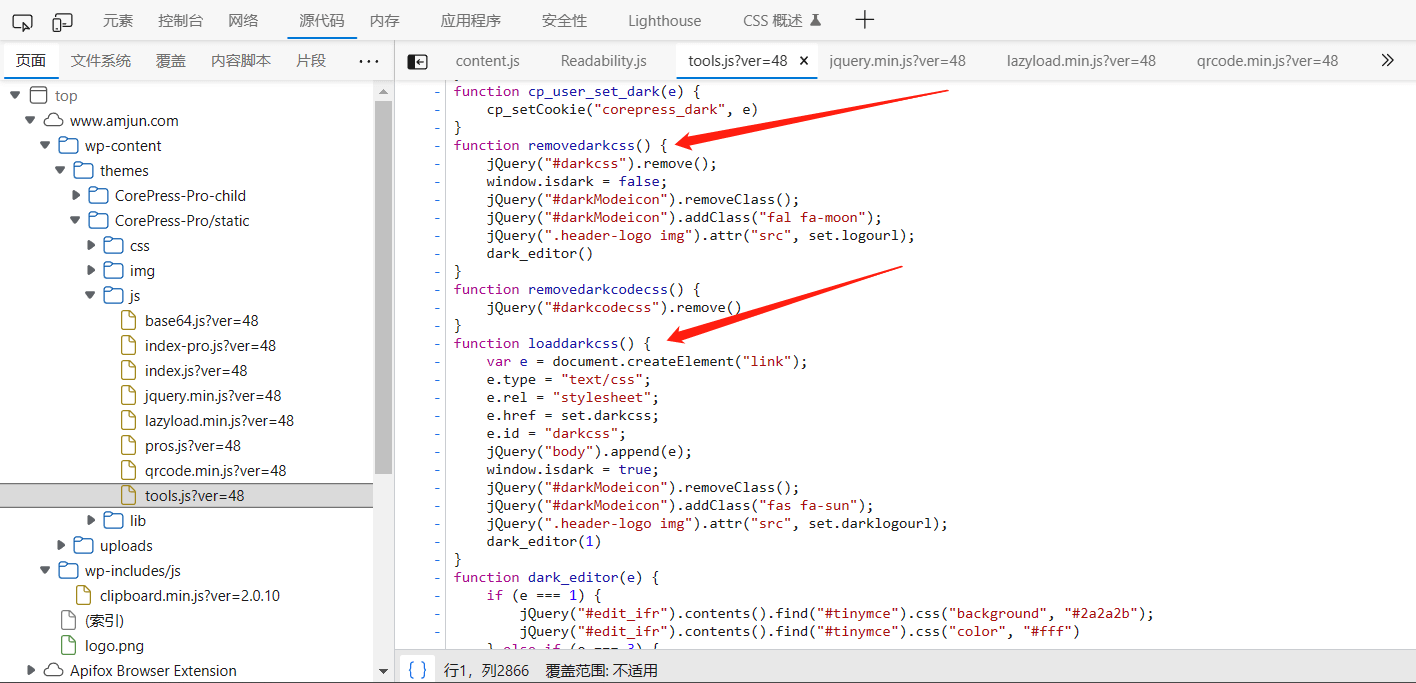 元素 控制台 网络 源代码 内存 应用程序 安全性 Lighthouse CSS 概述
页面 文件系统 覆盖 内容脚本 片段 ...
content.js Readability.js tools.js?ver=48 × jquery.min.js?ver=48 lazyload.min.js?ver=48 qrcode.min.js?ver=48
top
www.amjun.com
wp-content
themes
CorePress-Pro-child
CorePress-Pro/static
css
img
js
base64.js?ver=48
index-pro.js?ver=48
index.js?ver=48
jquery.min.js?ver=48
lazyload.min.js?ver=48
pros.js?ver=48
qrcode.min.js?ver=48
tools.js?ver=48
lib
uploads
wp-includes/js
clipboard.min.js?ver=2.0.10
(索引)
logo.png
Apifox Browser Extension
- function cp_user_set_dark(e) {
-     cp_setCookie("corepress_dark", e)
- }
- function removedarkcss() {
-     jQuery("#darkcss").remove();
-     window.isdark = false;
-     jQuery("#darkModeicon").removeClass();
-     jQuery("#darkModeicon").addClass("fal fa-moon");
-     jQuery(".header-logo img").attr("src", set.logourl);
-     dark_editor()
- }
- function removedarkcodecss() {
-     jQuery("#darkcodecss").remove()
- }
- function loaddarkcss() {
-     var e = document.createElement("link");
-     e.type = "text/css";
-     e.rel = "stylesheet";
-     e.href = set.darkcss;
-     e.id = "darkcss";
-     jQuery("body").append(e);
-     window.isdark = true;
-     jQuery("#darkModeicon").removeClass();
-     jQuery("#darkModeicon").addClass("fas fa-sun");
-     jQuery(".header-logo img").attr("src", set.darklogourl);
-     dark_editor(1)
- }
- function dark_editor(e) {
-     if (e === 1) {
-         jQuery("#edit_ifr").contents().find("#tinymce").css("background", "#2a2a2b");
-         jQuery("#edit_ifr").contents().find("#tinymce").css("color", "#fff")
-     } else if (e === 3) {
{ } 行1，列2866 覆盖范围: 不适用